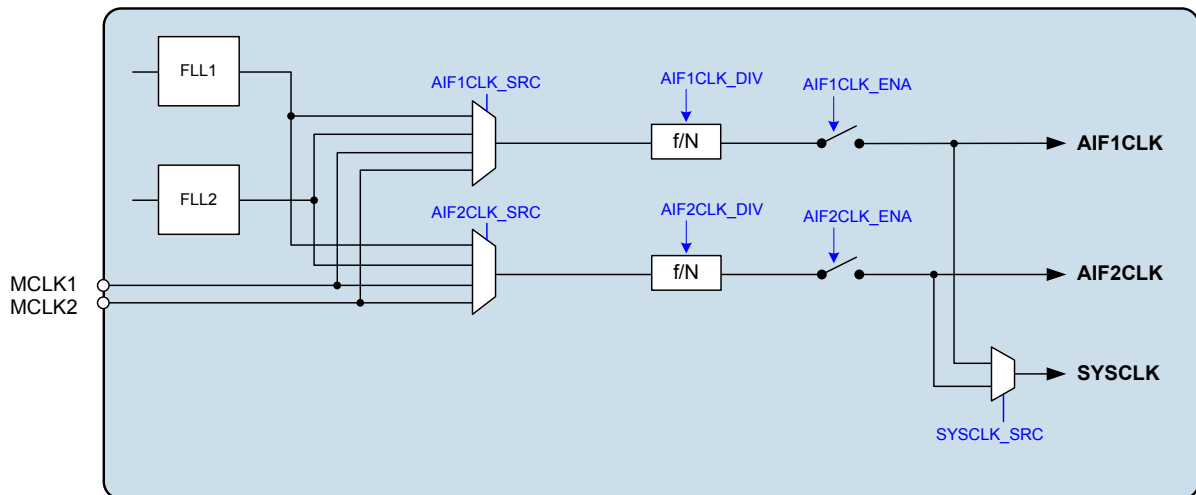 FLL1
AIF1CLK_SRC
AIF1CLK_DIV
AIF1CLK_ENA
f/N
AIF1CLK
FLL2
AIF2CLK_SRC
AIF2CLK_DIV
AIF2CLK_ENA
f/N
AIF2CLK
MCLK1
MCLK2
SYSCLK
SYSCLK_SRC